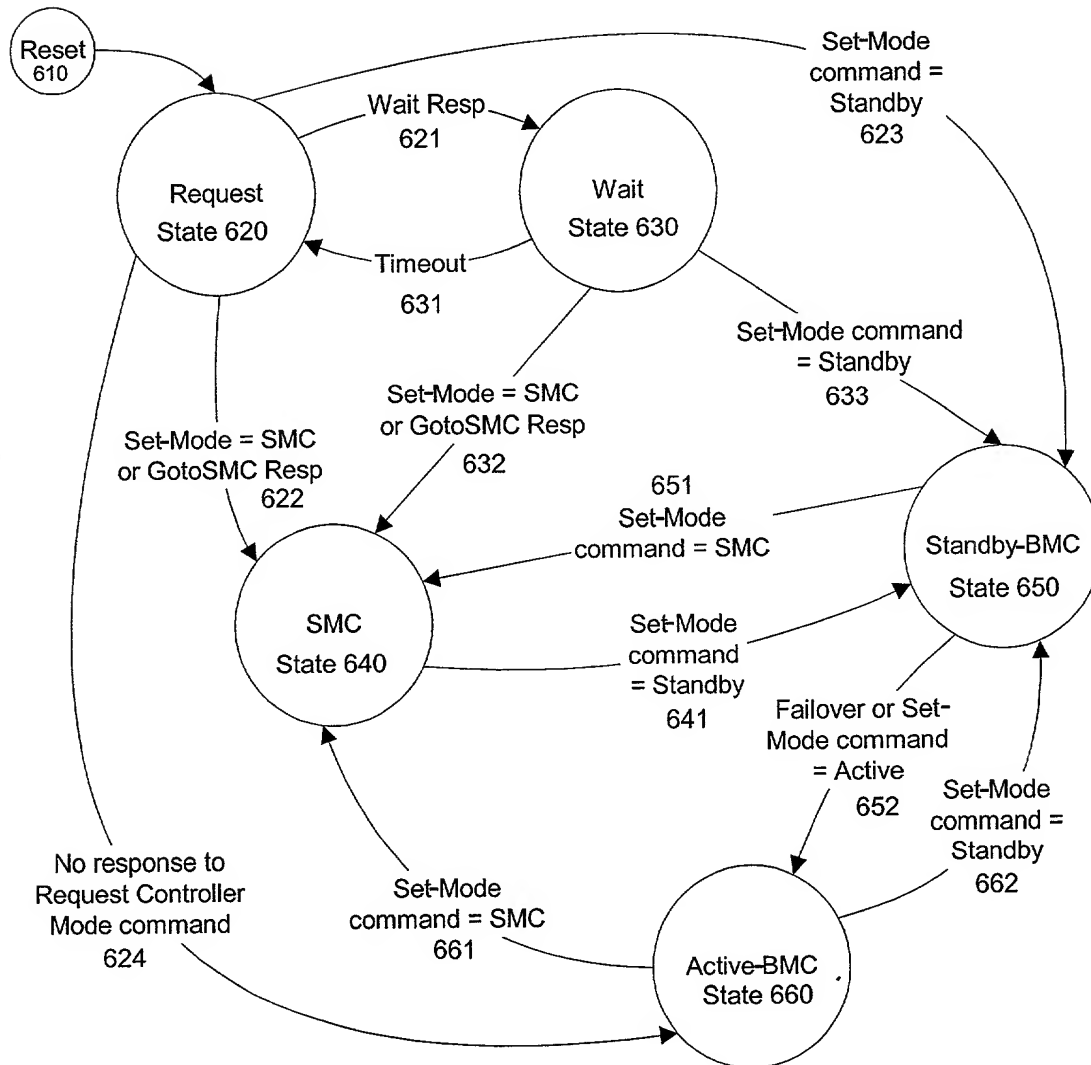 Reset
610
Set-Mode
command =
Standby
623
Wait Resp
621
Request
State 620
Wait
State 630
Timeout
631
Set-Mode command
= Standby
633
Set-Mode = SMC
or GotoSMC Resp
632
Set-Mode = SMC
or GotoSMC Resp
622
651
Set-Mode
command = SMC
Standby-BMC
State 650
SMC
State 640
Set-Mode
command
= Standby
641
Failover or Set-
Mode command
= Active
652
Set-Mode
command =
Standby
662
No response to
Request Controller
Mode command
624
Set-Mode
command = SMC
661
Active-BMC
State 660